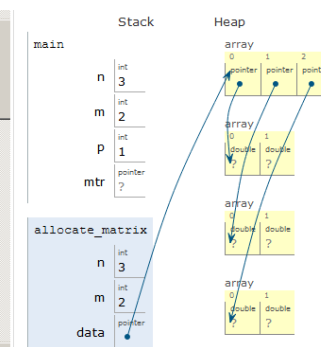 Stack Heap
main
array
0 1 2
pointer pointer
int
n 3
int
m 2
int
p 1
pointer
mtr ?
array
0 1
double double
? ?
array
0 1
double double
? ?
allocate_matrix
int
n 3
int
m 2
pointer
data
array
0 1
double double
? ?